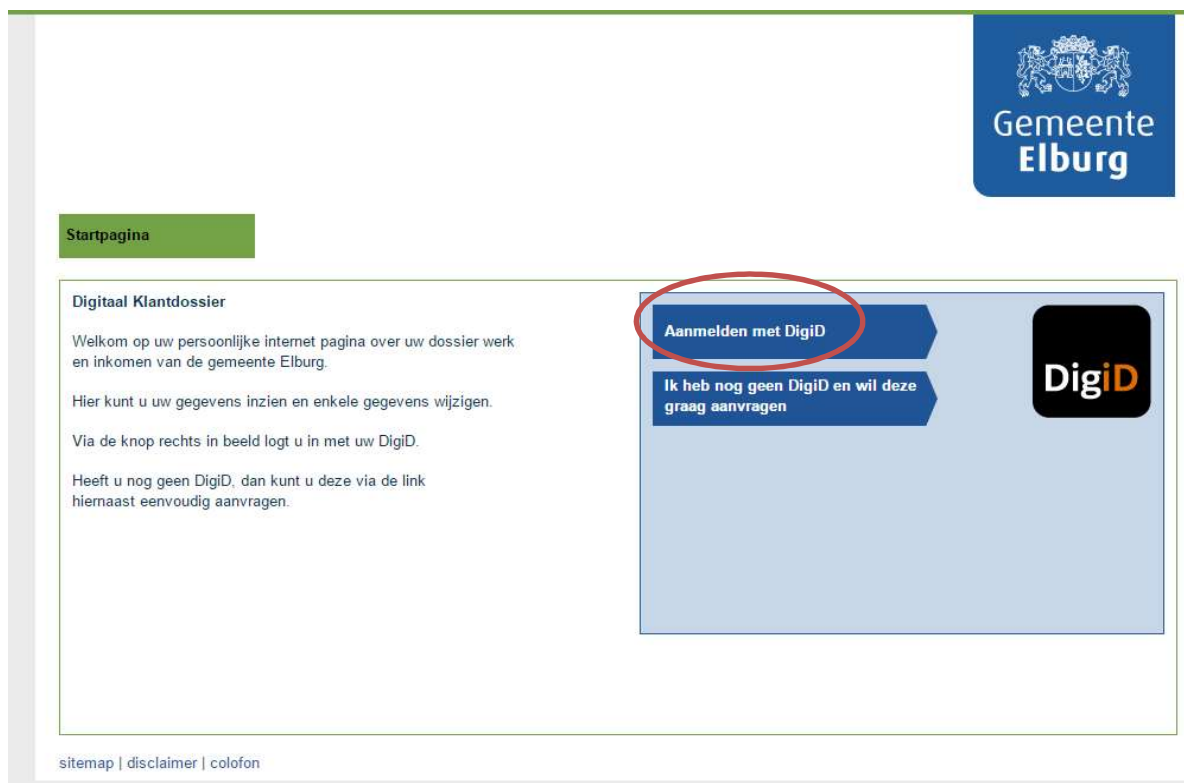 Gemeente
Elburg
Startpagina
Digitaal Klantdossier
Welkom op uw persoonlijke internet pagina over uw dossier werk
en inkomen van de gemeente Elburg.
Hier kunt u uw gegevens inzien en enkele gegevens wijzigen.
Via de knop rechts in beeld logt u in met uw DigiD.
Heeft u nog geen DigiD, dan kunt u deze via de link
hiernaast eenvoudig aanvragen.
Aanmelden met DigiD
Ik heb nog geen DigiD en wil deze
graag aanvragen
DigiD
sitemap | disclaimer | colofon